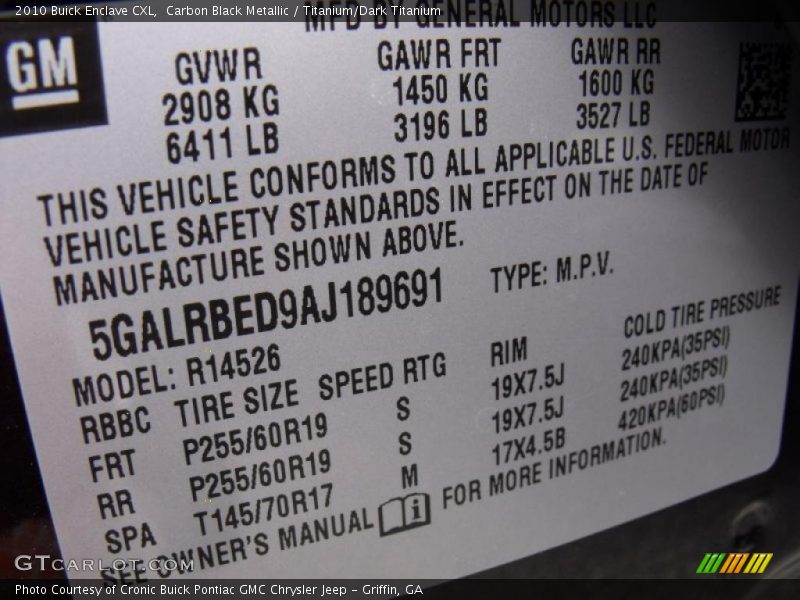 2010 Buick Enclave CXL, Carbon Black Metallic / Titanium/Dark Titanium
MFD BY GENERAL MOTORS LLC
GM
GVWR GAWR FRT GAWR RR
2908 KG 1450 KG 1600 KG
6411 LB 3196 LB 3527 LB
THIS VEHICLE CONFORMS TO ALL APPLICABLE U.S. FEDERAL MOTOR
VEHICLE SAFETY STANDARDS IN EFFECT ON THE DATE OF
MANUFACTURE SHOWN ABOVE.
5GALRBED9AJ189691 TYPE: M.P.V.
MODEL: R14526
RBBC TIRE SIZE SPEED RTG RIM COLD TIRE PRESSURE
FRT P255/60R19 S 19X7.5J 240KPA(35PSI)
RR P255/60R19 S 19X7.5J 240KPA(35PSI)
SPA T145/70R17 M 17X4.5B 420KPA(60PSI)
SEE OWNER'S MANUAL FOR MORE INFORMATION.
GTCarLot.com
Photo Courtesy of Cronic Buick Pontiac GMC Chrysler Jeep - Griffin, GA